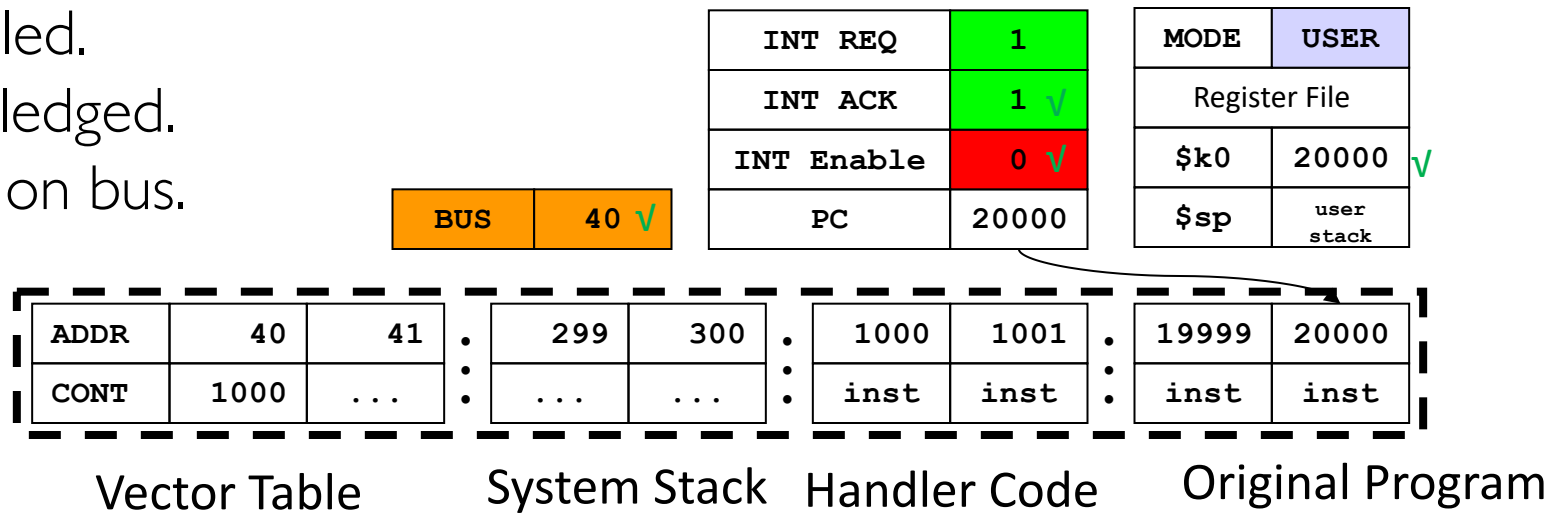 led.
ledged.
on bus.
BUS 40 √
INT REQ 1
INT ACK 1 √
INT Enable 0 √
PC 20000
MODE USER
Register File
$k0 20000 √
$sp user stack
ADDR 40 41 : 299 300 : 1000 1001 : 19999 20000
CONT 1000 ... : ... ... : inst inst : inst inst
Vector Table System Stack Handler Code Original Program